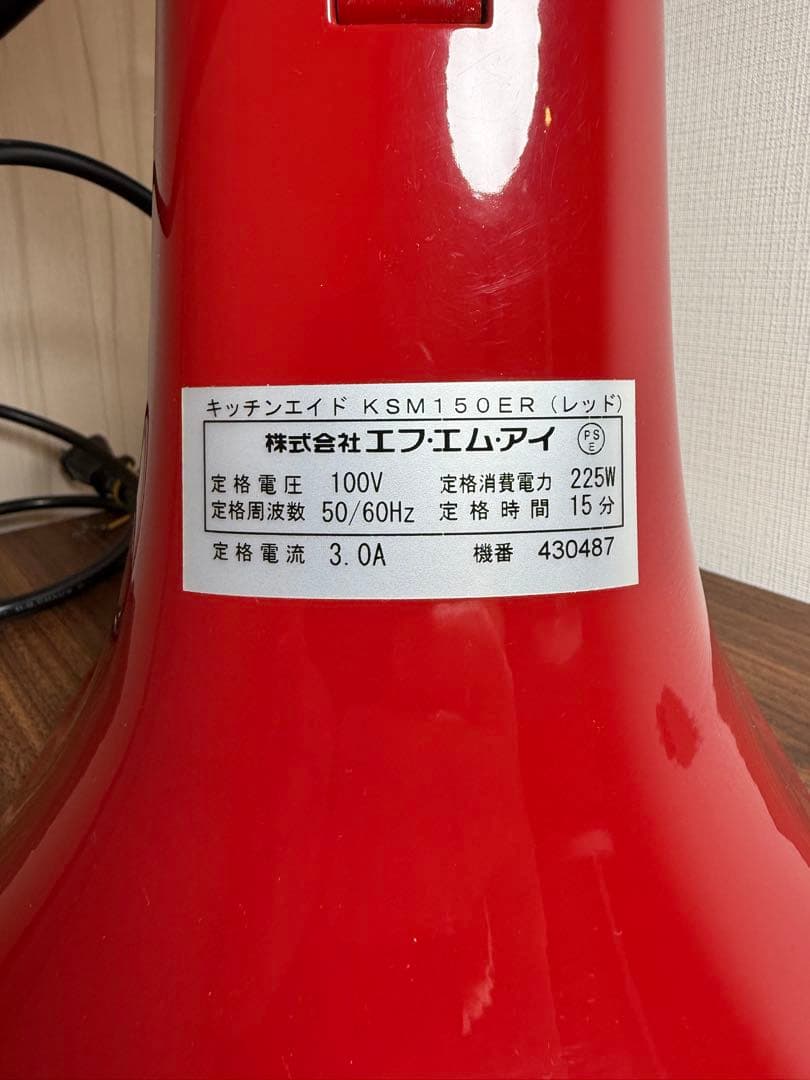 キッチンエイド KSM150ER（レッド）
株式会社 エフ・エム・アイ PSE
定格電圧 100V 定格消費電力 225W
定格周波数 50/60Hz 定格時間 15分
定格電流 3.0A 機番 430487